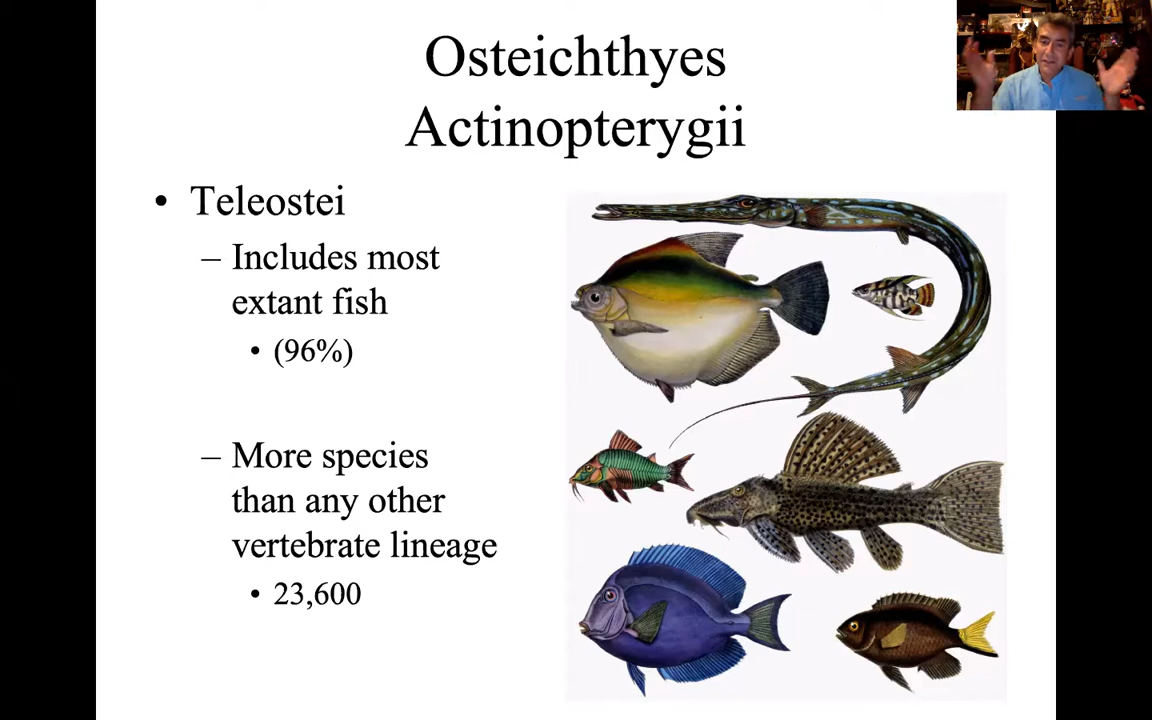 Osteichthyes
Actinopterygii
• Teleostei
– Includes most
extant fish
• (96%)
– More species
than any other
vertebrate lineage
• 23,600